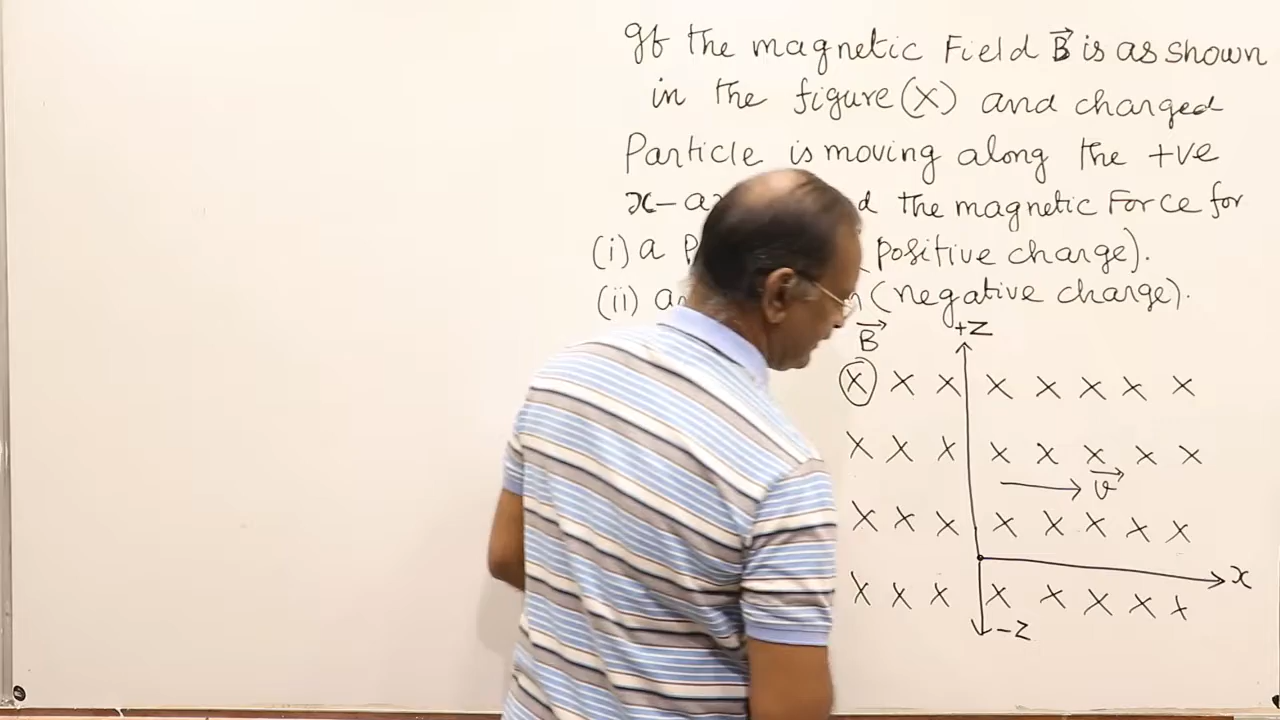 If the magnetic Field B⃗ is as shown
in the figure (X) and charged
Particle is moving along the +ve
x- the magnetic Force for
(i) a positive charge).
(ii) (negative charge).
B⃗
+Z
X X X X X X X X
X X X X X X X X
v⃗
X X X X X X X X
x
X X X X X X X X
-Z